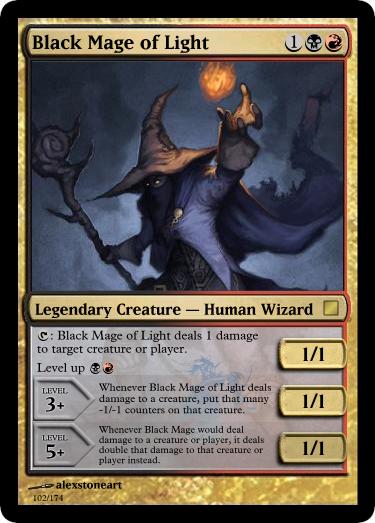 Black Mage of Light 1
Legendary Creature — Human Wizard
: Black Mage of Light deals 1 damage
to target creature or player.
1/1
Level up
LEVEL
3+
Whenever Black Mage of Light deals
damage to a creature, put that many
-1/-1 counters on that creature.
1/1
LEVEL
5+
Whenever Black Mage would deal
damage to a creature or player, it deals
double that damage to that creature or
player instead.
1/1
alexstoneart
102/174